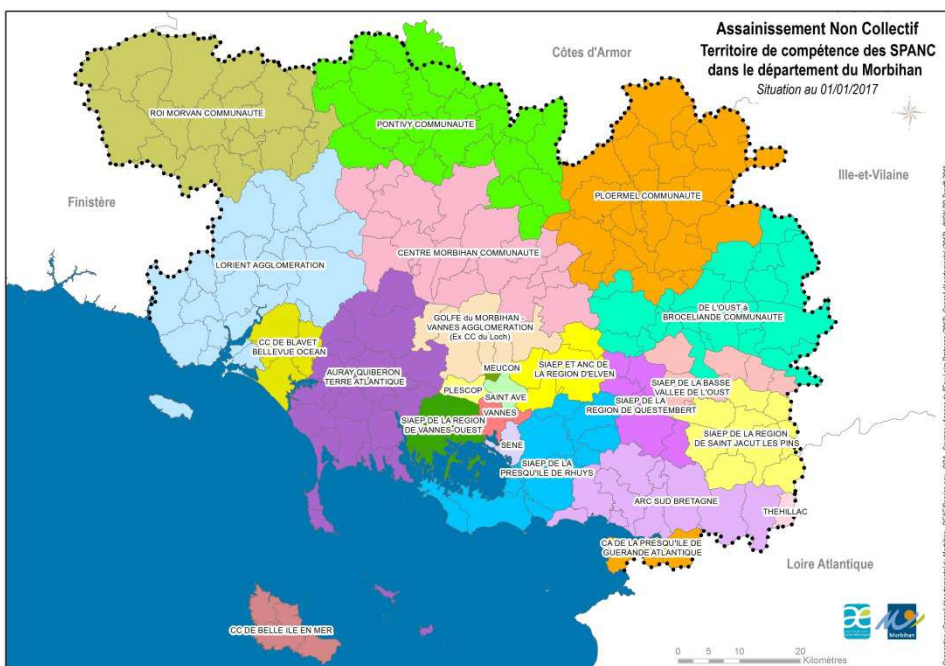 Assainissement Non Collectif
Territoire de compétence des SPANC
dans le département du Morbihan
Situation au 01/01/2017
Côtes d'Armor
Ille-et-Vilaine
Finistère
Loire Atlantique
ROI MORVAN COMMUNAUTE
PONTIVY COMMUNAUTE
PLOERMEL COMMUNAUTE
LORIENT AGGLOMERATION
CENTRE MORBIHAN COMMUNAUTE
DE L'OUST à
BROCELIANDE COMMUNAUTE
GOLFE du MORBIHAN -
VANNES AGGLOMERATION
(Ex CC du Loch)
CC DE BLAVET
BELLEVUE OCEAN
AURAY QUIBERON
TERRE ATLANTIQUE
MEUCON
SIAEP ET ANC DE
LA REGION D'ELVEN
PLESCOP
SAINT AVE
SIAEP DE LA BASSE
VALLEE DE L'OUST
VANNES
SIAEP DE LA REGION
DE VANNES-OUEST
SIAEP DE LA
REGION DE QUESTEMBERT
SENE
SIAEP DE LA REGION
DE SAINT JACUT LES PINS
SIAEP DE LA
PRESQU'ILE DE RHUYS
ARC SUD BRETAGNE
THEHILLAC
CA DE LA PRESQU'ILE DE
GUERANDE ATLANTIQUE
CC DE BELLE ILE EN MER
Morbihan
0 5 10 20
Kilomètres